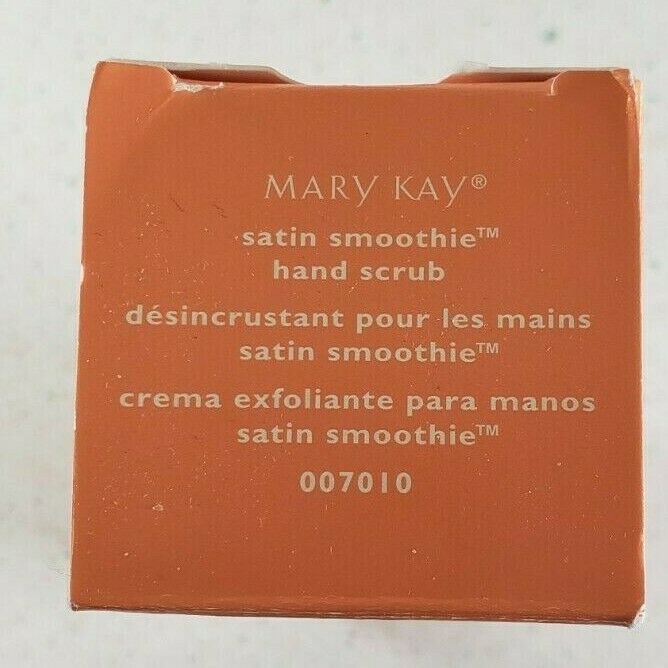 MARY KAY®
satin smoothie™
hand scrub
désincrustant pour les mains
satin smoothie™
crema exfoliante para manos
satin smoothie™
007010